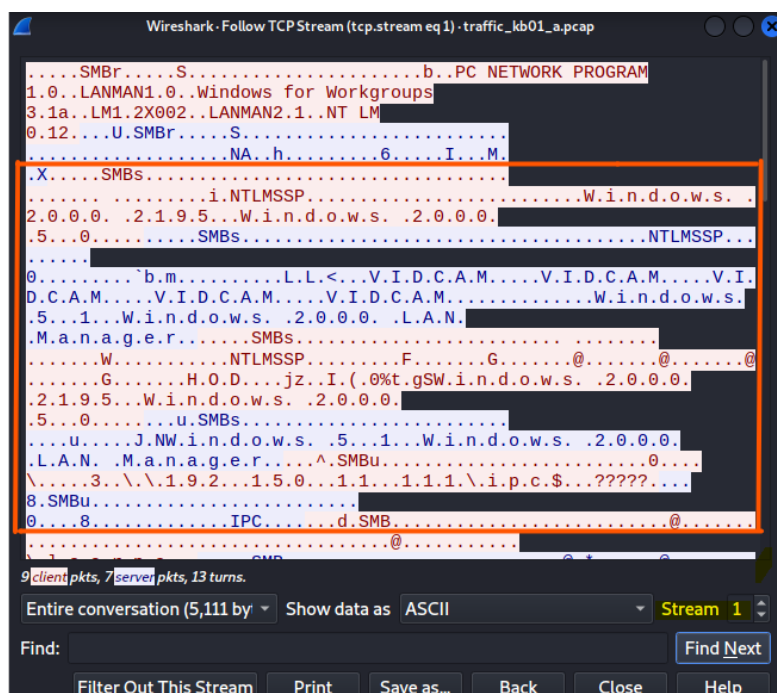 Wireshark · Follow TCP Stream (tcp.stream eq 1) · traffic_kb01_a.pcap
.....SMBr.....S......................b..PC NETWORK PROGRAM
1.0..LANMAN1.0..Windows for Workgroups
3.1a..LM1.2X002..LANMAN2.1..NT LM
0.12....U.SMBr.....S.........................
...................NA..h.........6.....I...M.
.X.....SMBs..................................
....... .........i.NTLMSSP..........................W.i.n.d.o.w.s. .
2.0.0.0. .2.1.9.5...W.i.n.d.o.w.s. .2.0.0.0.
.5...0..........SMBs.....................................NTLMSSP...
......
0.........`b.m..........L.L.<...V.I.D.C.A.M.....V.I.D.C.A.M.....V.I.
D.C.A.M.....V.I.D.C.A.M.....V.I.D.C.A.M..............W.i.n.d.o.w.s.
.5...1...W.i.n.d.o.w.s. .2.0.0.0. .L.A.N.
.M.a.n.a.g.e.r.......SMBs....................... ........
.......W...........NTLMSSP.........F.......G.......@.......@.......@
.......G.......H.O.D....jz..I.(.0%t.gSW.i.n.d.o.w.s. .2.0.0.0.
.2.1.9.5...W.i.n.d.o.w.s. .2.0.0.0.
.5...0.........u.SMBs.........................
....u.....J.NW.i.n.d.o.w.s. .5...1...W.i.n.d.o.w.s. .2.0.0.0.
.L.A.N. .M.a.n.a.g.e.r......^.SMBu........................0....
\.....3..\.\.1.9.2...1.5.0...1.1...1.1.1.\.i.p.c.$...?????....
8.SMBu........................
0....8.............IPC.......d.SMB..........................@.......
...................................@...........
9 client pkts, 7 server pkts, 13 turns.
Entire conversation (5,111 by Show data as ASCII Stream 1
Find: Find Next
Filter Out This Stream Print Save as... Back Close Help